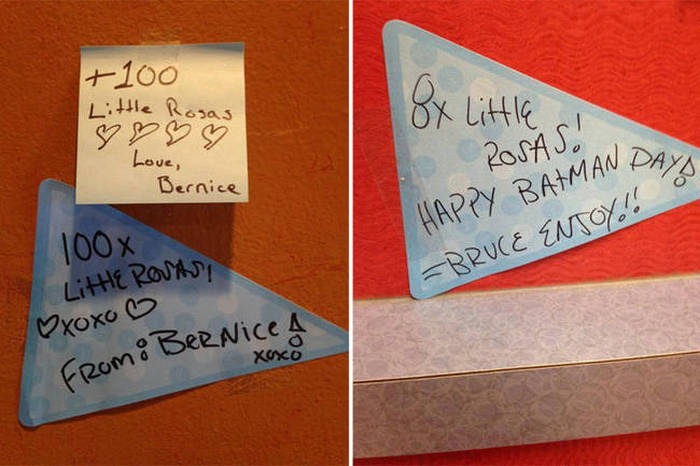 +100
Little Rosas
♡ ♡ ♡ ♡
Love,
Bernice
100x
LittLE ROSAS!
♡xoxo♡
FROM: BERNICE!
xoxo
8x LittlE
ROSAS!
HAPPY BATMAN DAY!
=BRUCE ENJOY!!